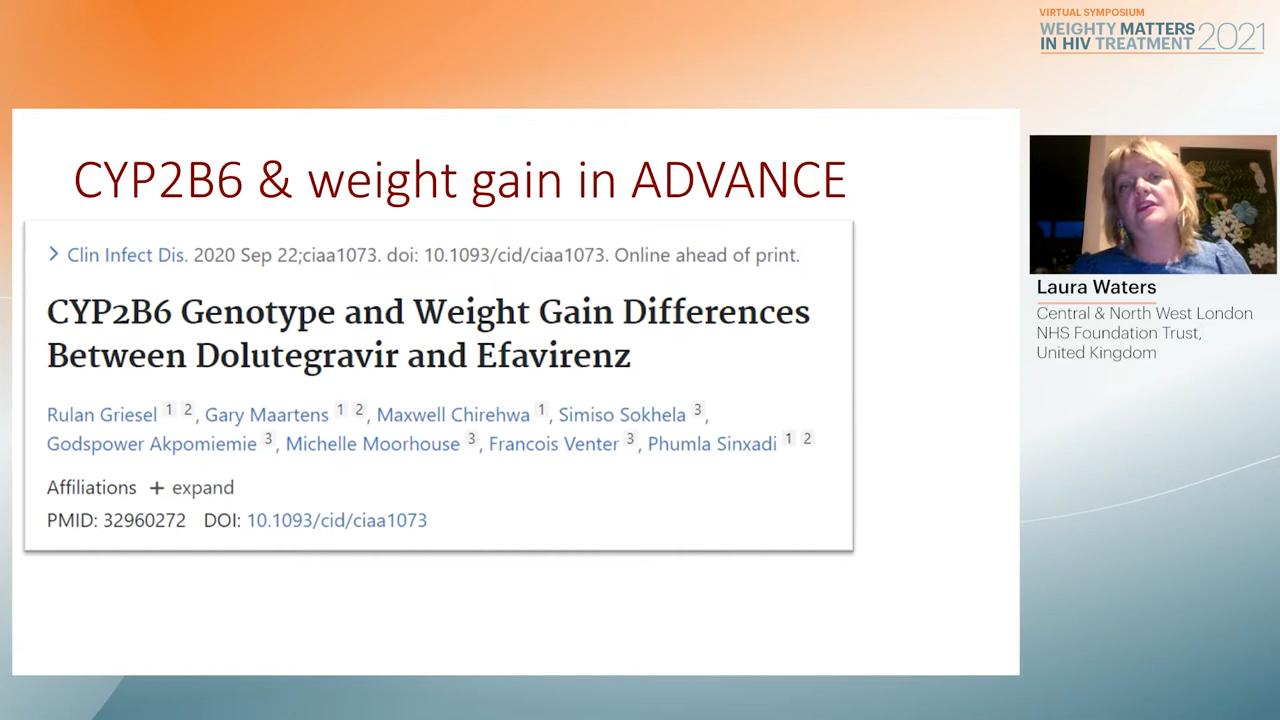 VIRTUAL SYMPOSIUM
WEIGHTY MATTERS
IN HIV TREATMENT 2021
CYP2B6 & weight gain in ADVANCE
> Clin Infect Dis. 2020 Sep 22;ciaa1073. doi: 10.1093/cid/ciaa1073. Online ahead of print.
CYP2B6 Genotype and Weight Gain Differences
Between Dolutegravir and Efavirenz
Rulan Griesel 1 2, Gary Maartens 1 2, Maxwell Chirehwa 1, Simiso Sokhela 3,
Godspower Akpomiemie 3, Michelle Moorhouse 3, Francois Venter 3, Phumla Sinxadi 1 2
Affiliations + expand
PMID: 32960272 DOI: 10.1093/cid/ciaa1073
Laura Waters
Central & North West London
NHS Foundation Trust,
United Kingdom